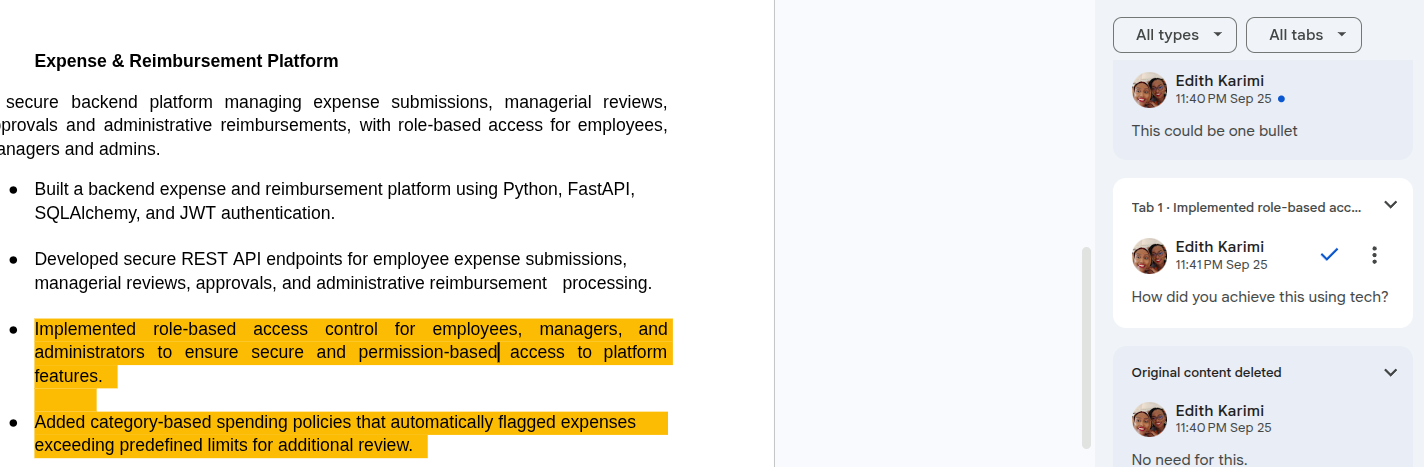 Expense & Reimbursement Platform
secure backend platform managing expense submissions, managerial reviews,
provals and administrative reimbursements, with role-based access for employees,
anagers and admins.
● Built a backend expense and reimbursement platform using Python, FastAPI,
SQLAlchemy, and JWT authentication.
● Developed secure REST API endpoints for employee expense submissions,
managerial reviews, approvals, and administrative reimbursement processing.
● Implemented role-based access control for employees, managers, and
administrators to ensure secure and permission-based access to platform
features.
● Added category-based spending policies that automatically flagged expenses
exceeding predefined limits for additional review.
All types
All tabs
Edith Karimi
11:40 PM Sep 25
This could be one bullet
Tab 1 · Implemented role-based acc...
Edith Karimi
11:41 PM Sep 25
How did you achieve this using tech?
Original content deleted
Edith Karimi
11:40 PM Sep 25
No need for this.